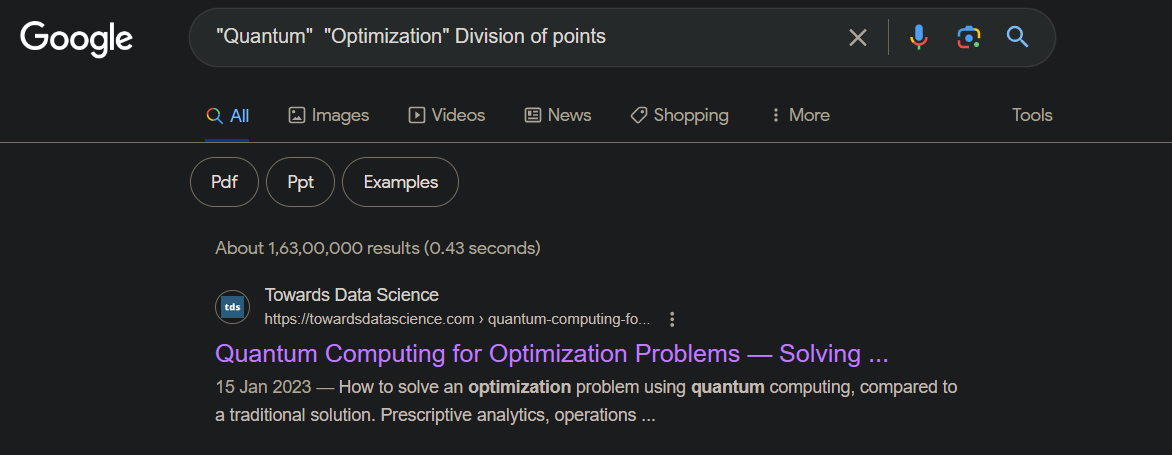 Google
"Quantum" "Optimization" Division of points
All Images Videos News Shopping More Tools
Pdf Ppt Examples
About 1,63,00,000 results (0.43 seconds)
tds
Towards Data Science
https://towardsdatascience.com › quantum-computing-fo...
Quantum Computing for Optimization Problems — Solving ...
15 Jan 2023 — How to solve an optimization problem using quantum computing, compared to
a traditional solution. Prescriptive analytics, operations ...